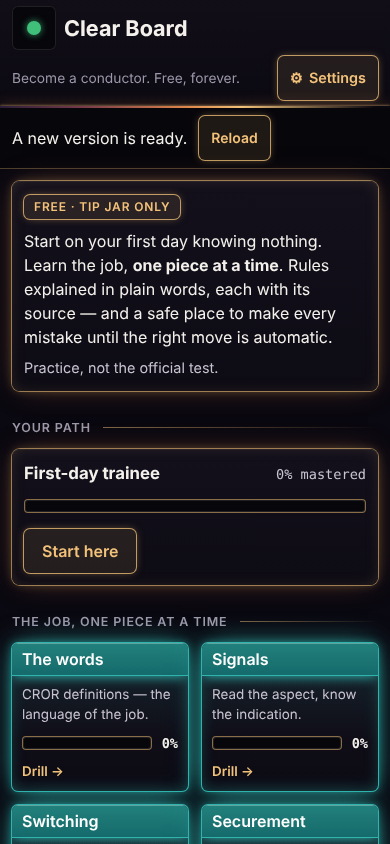 Clear Board
Become a conductor. Free, forever.
⚙ Settings
A new version is ready.
Reload
FREE · TIP JAR ONLY
Start on your first day knowing nothing.
Learn the job, one piece at a time. Rules
explained in plain words, each with its
source — and a safe place to make every
mistake until the right move is automatic.
Practice, not the official test.
YOUR PATH
First-day trainee
0% mastered
Start here
THE JOB, ONE PIECE AT A TIME
The words
CROR definitions — the
language of the job.
0%
Drill →
Signals
Read the aspect, know
the indication.
0%
Drill →
Switching
Securement